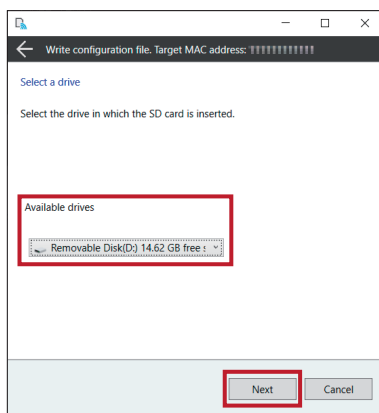 Write configuration file. Target MAC address:
Select a drive
Select the drive in which the SD card is inserted.
Available drives
Removable Disk(D:) 14.62 GB free
Next Cancel